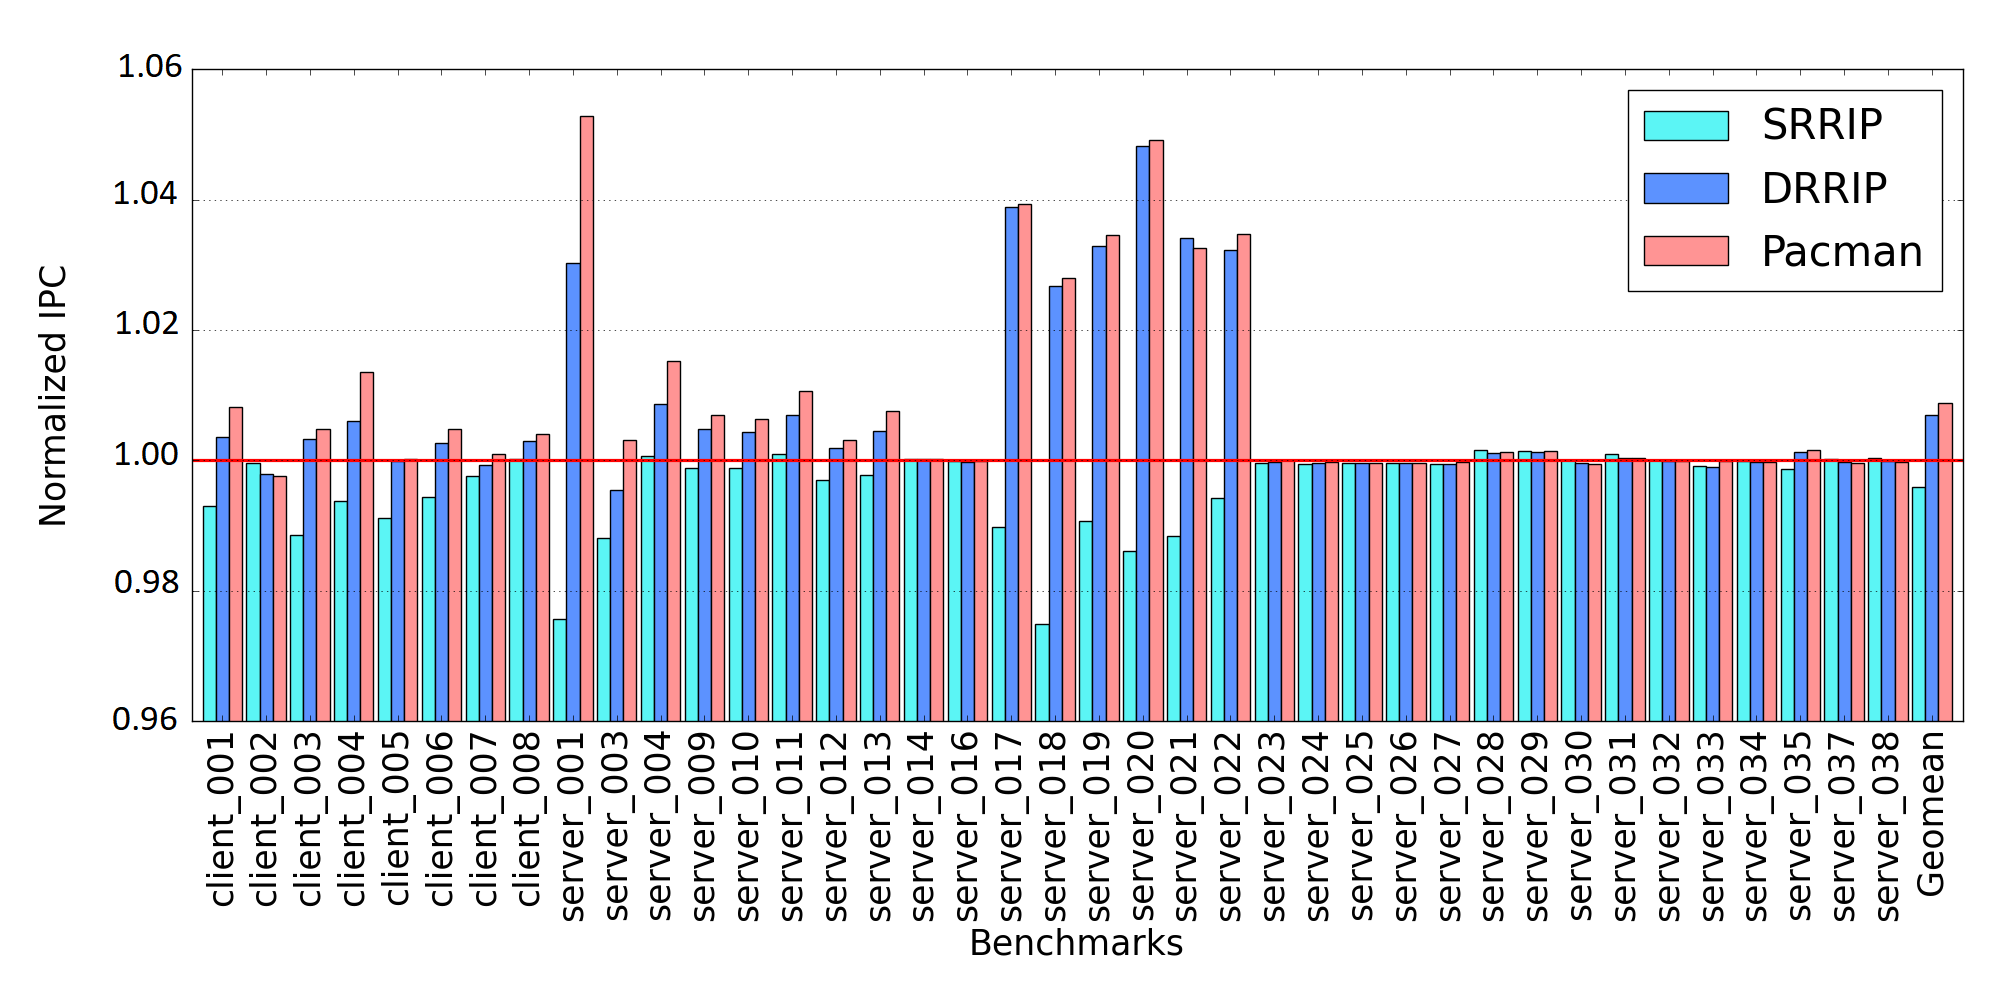 1.06
1.04
1.02
1.00
0.98
0.96
Normalized IPC
SRRIP
DRRIP
Pacman
client_001
client_002
client_003
client_004
client_005
client_006
client_007
client_008
server_001
server_003
server_004
server_009
server_010
server_011
server_012
server_013
server_014
server_016
server_017
server_018
server_019
server_020
server_021
server_022
server_023
server_024
server_025
server_026
server_027
server_028
server_029
server_030
server_031
server_032
server_033
server_034
server_035
server_037
server_038
Geomean
Benchmarks